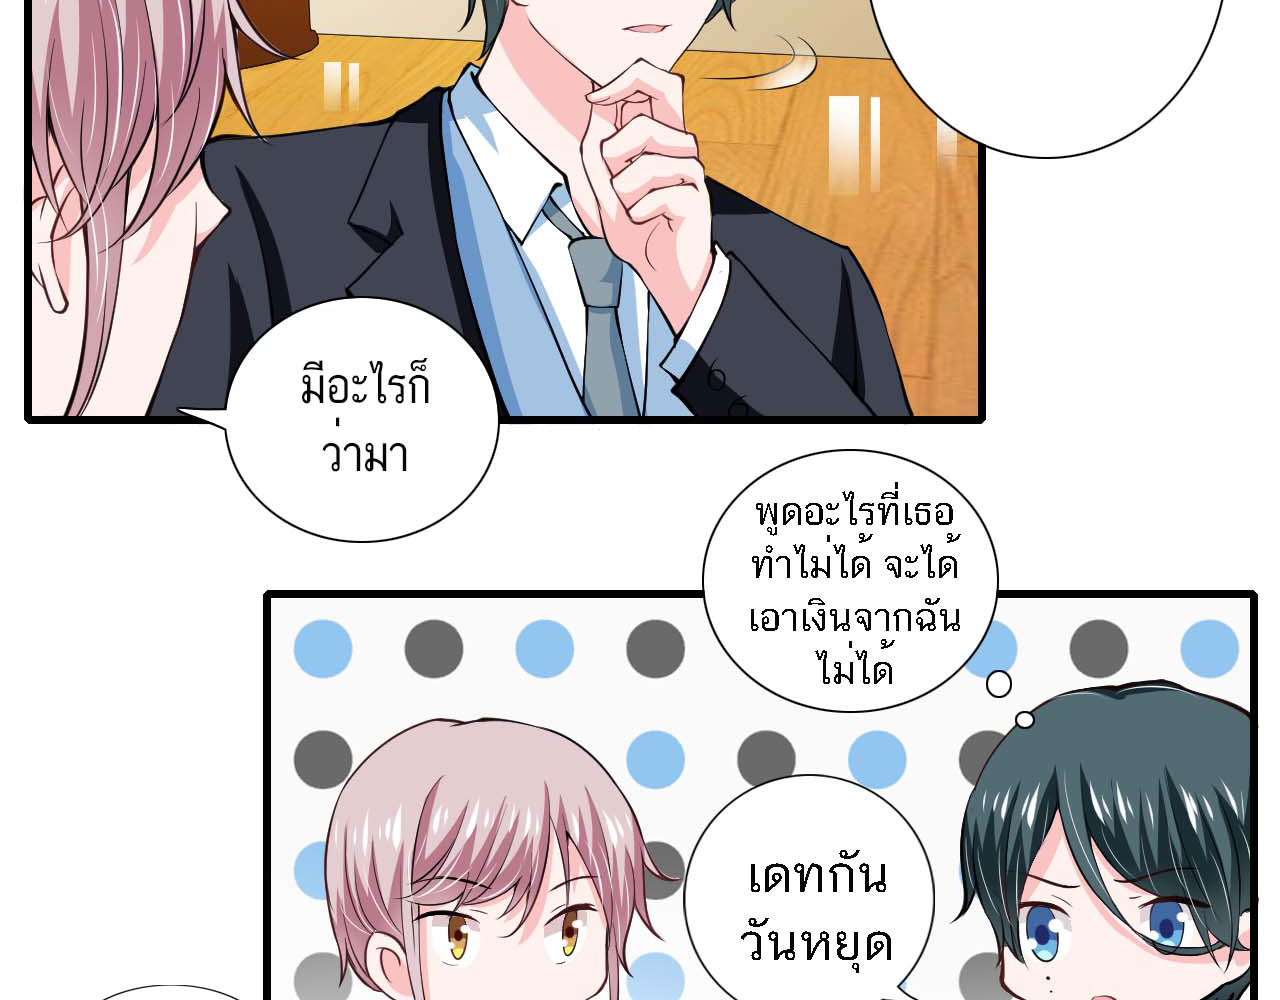 มีอะไรก็
ว่ามา
พูดอะไรที่เธอ
ทำไม่ได้ จะได้
เอาเงินจากฉัน
ไม่ได้
เดทกัน
วันหยุด